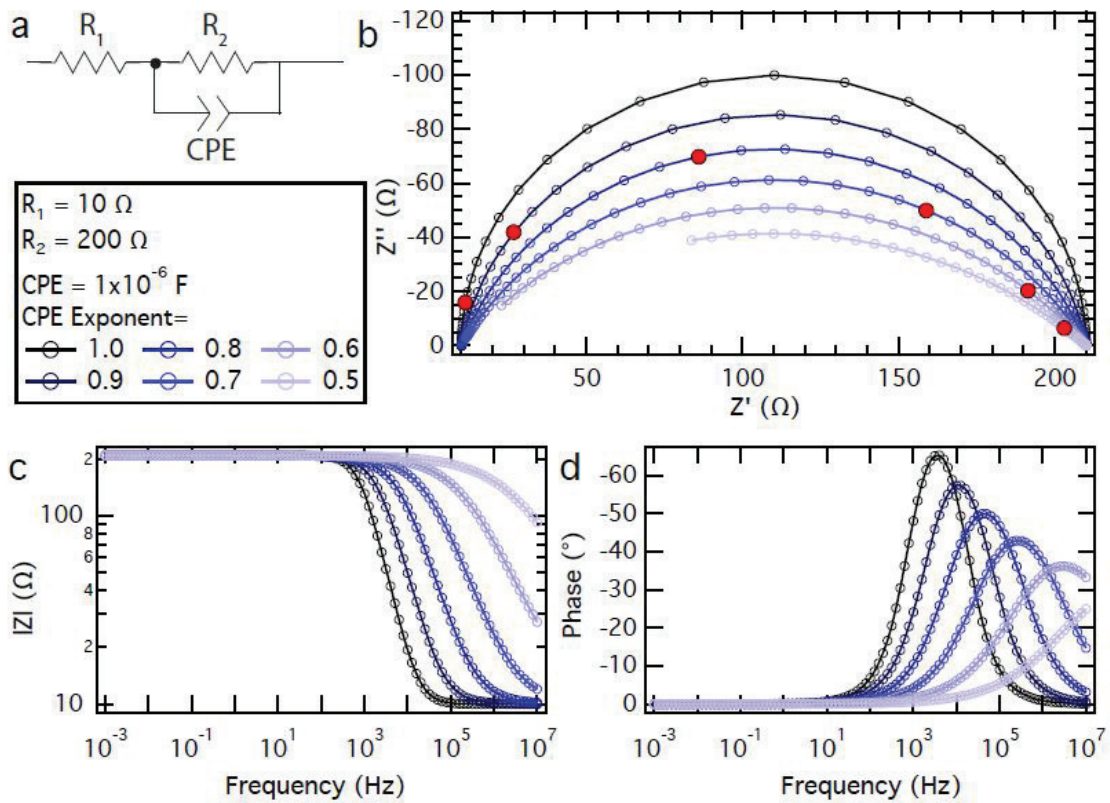 a
R₁
R₂
CPE
R₁ = 10 Ω
R₂ = 200 Ω
CPE = 1x10⁻⁶ F
CPE Exponent=
1.0 0.8 0.6
0.9 0.7 0.5
b
-120
-100
-80
-60
-40
-20
0
Z'' (Ω)
50 100 150 200
Z' (Ω)
c
2
100
8
6
4
2
10
|Z| (Ω)
10⁻³ 10⁻¹ 10¹ 10³ 10⁵ 10⁷
Frequency (Hz)
d
-60
-50
-40
-30
-20
-10
0
Phase (°)
10⁻³ 10⁻¹ 10¹ 10³ 10⁵ 10⁷
Frequency (Hz)